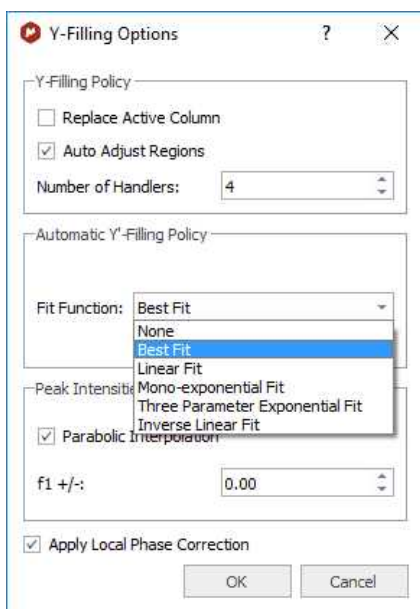 Y-Filling Options
?
Y-Filling Policy
Replace Active Column
Auto Adjust Regions
Number of Handlers: 4
Automatic Y'-Filling Policy
Fit Function: Best Fit
None
Best Fit
Linear Fit
Mono-exponential Fit
Three Parameter Exponential Fit
Inverse Linear Fit
Peak Intensitie
Parabolic Interpolation
f1 +/-: 0.00
Apply Local Phase Correction
OK Cancel